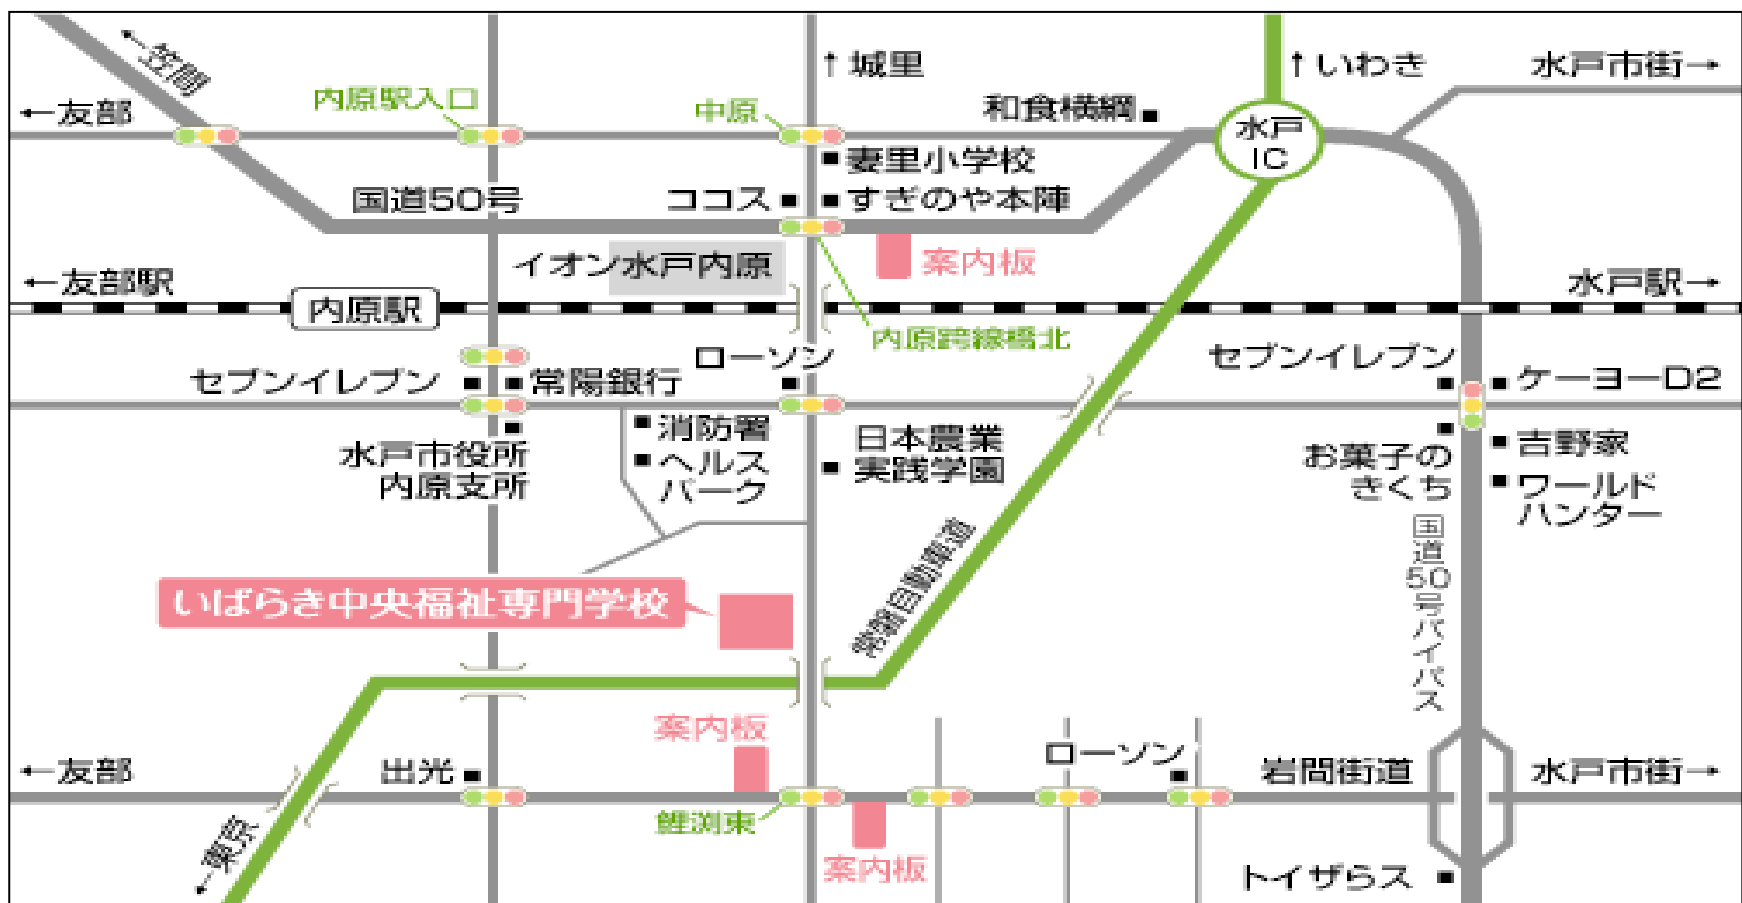 ←笠間
↑城里
↑いわき
水戸市街→
←友部
内原駅入口
中原
和食横綱
水戸
IC
妻里小学校
国道50号
ココス
すぎのや本陣
イオン水戸内原
案内板
←友部駅
水戸駅→
内原駅
内原跨線橋北
ローソン
セブンイレブン
セブンイレブン
常陽銀行
ケーヨーD2
消防署
日本農業
実践学園
水戸市役所
内原支所
ヘルス
パーク
お菓子の
きくち
吉野家
ワールド
ハンター
国道50号バイパス
常磐自動車道
いばらき中央福祉専門学校
案内板
←友部
出光
ローソン
岩間街道
水戸市街→
鯉渕東
←東京
案内板
トイザらス